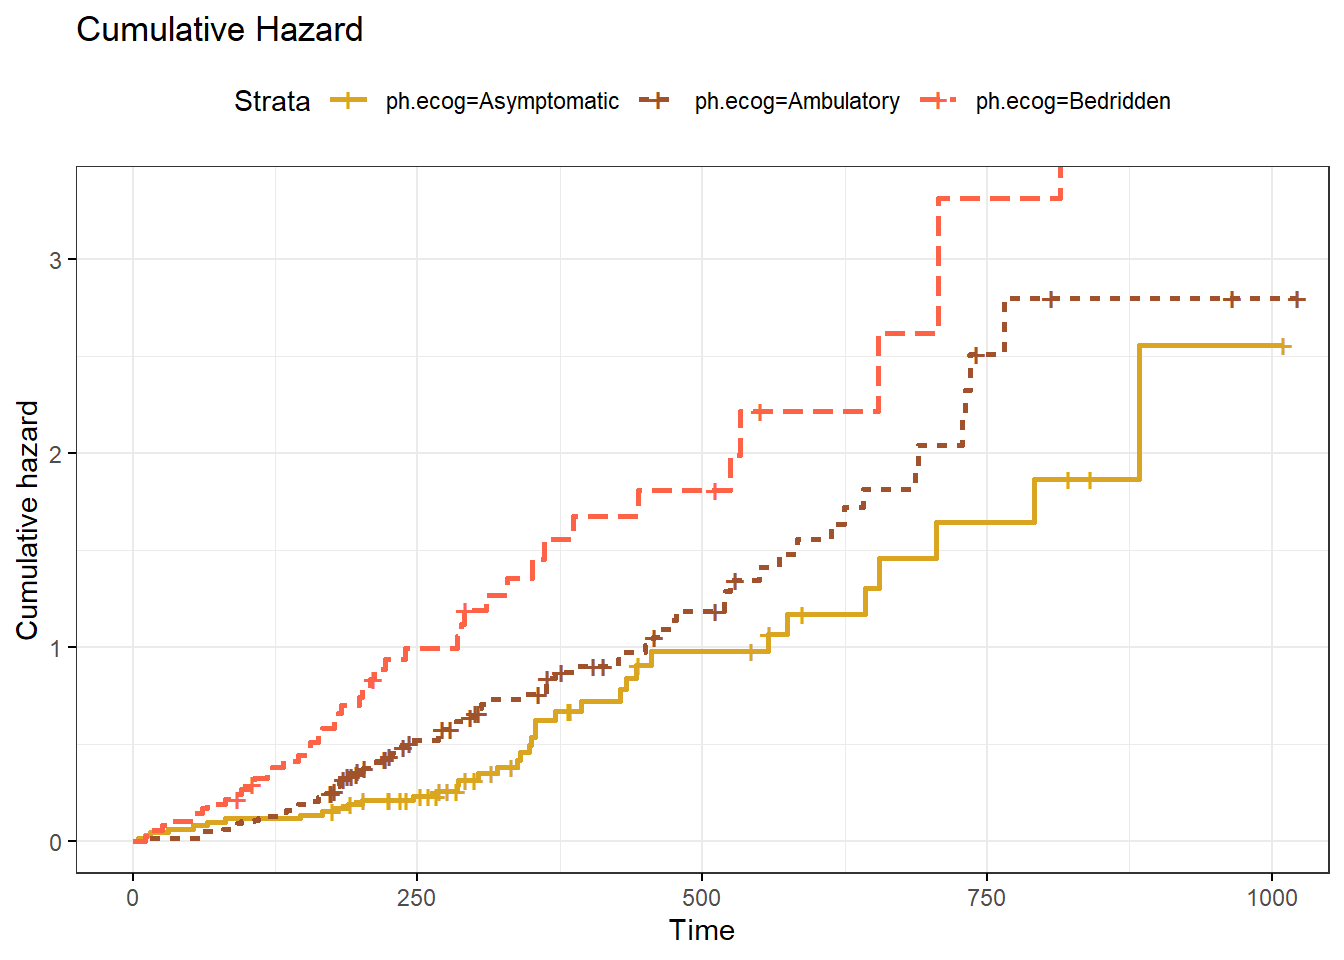 Cumulative Hazard
Strata ph.ecog=Asymptomatic ph.ecog=Ambulatory ph.ecog=Bedridden
3
2
1
0
Cumulative hazard
0 250 500 750 1000
Time